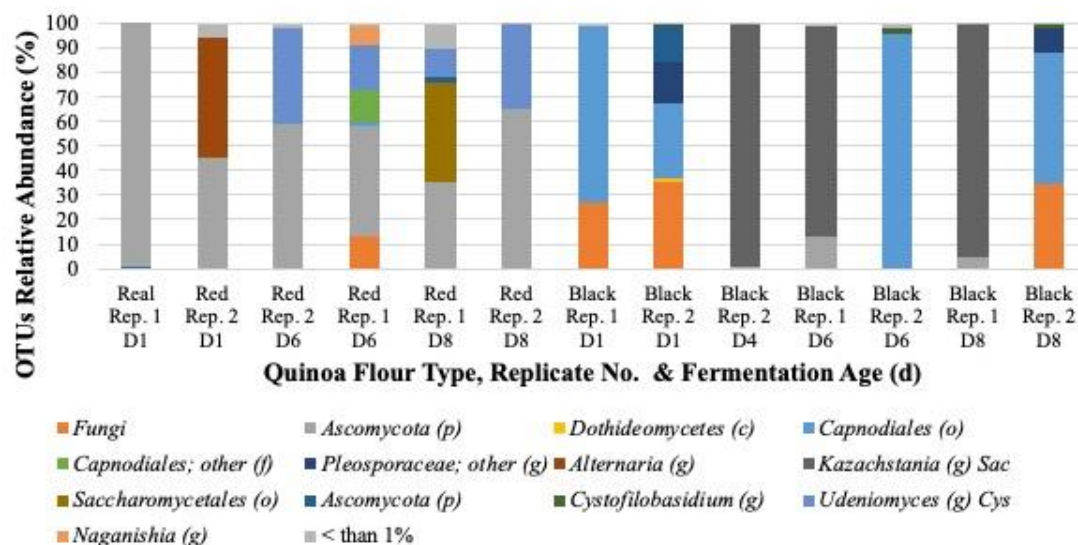 OTUs Relative Abundance (%)
100
90
80
70
60
50
40
30
20
10
0
Real Red Red Red Red Red Black Black Black Black Black Black Black
Rep. 1 Rep. 2 Rep. 2 Rep. 1 Rep. 1 Rep. 2 Rep. 1 Rep. 2 Rep. 2 Rep. 1 Rep. 2 Rep. 1 Rep. 2
D1 D1 D6 D6 D8 D8 D1 D1 D4 D6 D6 D8 D8
Quinoa Flour Type, Replicate No. & Fermentation Age (d)
Fungi Ascomycota (p) Dothideomycetes (c) Capnodiales (o)
Capnodiales; other (f) Pleosporaceae; other (g) Alternaria (g) Kazachstania (g) Sac
Saccharomycetales (o) Ascomycota (p) Cystofilobasidium (g) Udeniomyces (g) Cys
Naganishia (g) < than 1%